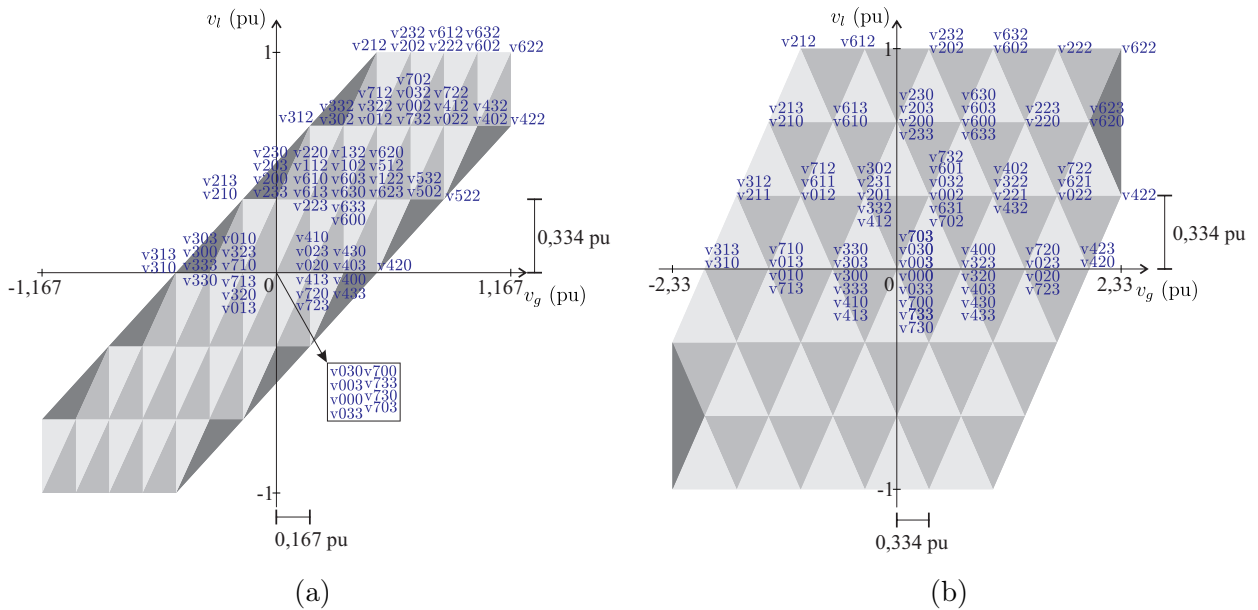 v_l (pu)
v232 v612 v632
v212 v202 v222 v602 v622
1
v702
v712 v032 v722
v332 v322 v002 v412 v432
v312 v302 v012 v732 v022 v402 v422
v230 v220 v132 v620
v203 v112 v102 v512
v213 v200 v610 v603 v122 v532
v210 v233 v613 v630 v623 v502 v522
v223 v633
v600
v303 v010 v410
v313 v300 v323 v023 v430
v310 v333 v710 v020 v403 v420
0,334 pu
-1,167 0 1,167 v_g (pu)
v330 v713 v413 v400
v320 v720 v433
v013 v723
v030 v700
v003 v733
v000 v730
v033 v703
-1
0,167 pu
(a)
v_l (pu)
v232 v632
v212 v612 v202 v602 v222 v622
1
v230 v630
v213 v613 v203 v603 v223 v623
v210 v610 v200 v600 v220 v620
v233 v633
v732
v712 v302 v601 v402 v722
v312 v611 v231 v032 v322 v621
v211 v012 v201 v002 v221 v022 v422
v332 v631 v432
v412 v702
v703
v313 v710 v330 v030 v400 v720 v423
v310 v013 v303 v003 v323 v023 v420
0,334 pu
-2,33 0 2,33 v_g (pu)
v010 v300 v000 v320 v020
v713 v333 v033 v403 v723
v410 v700 v430
v413 v733 v433
v730
-1
0,334 pu
(b)